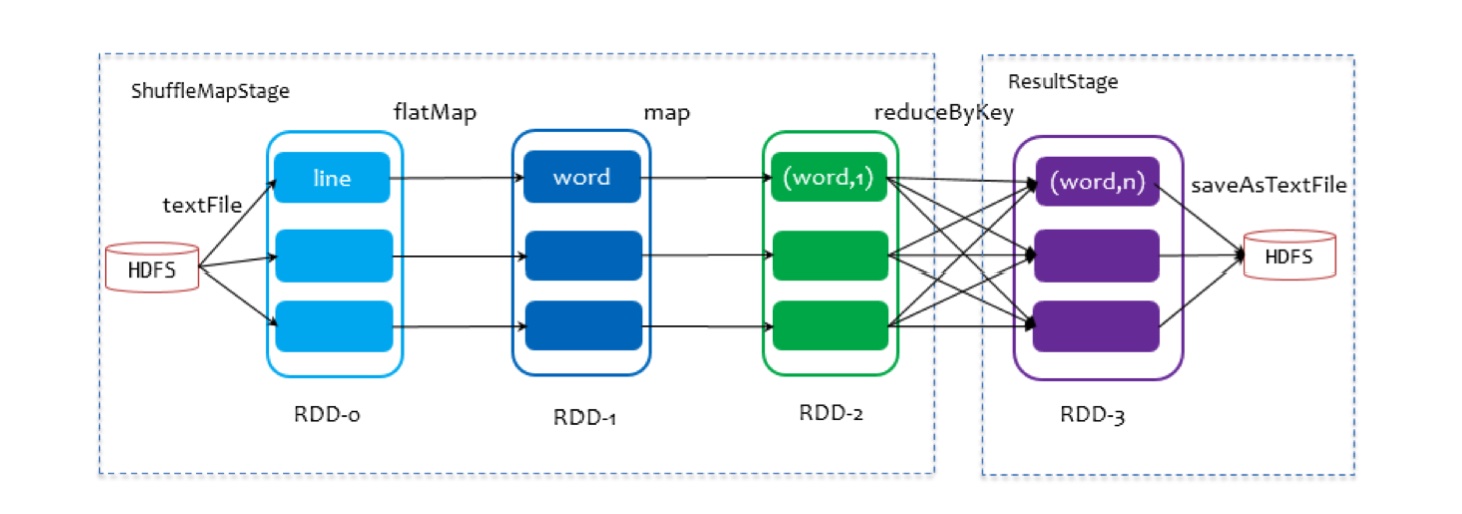 ShuffleMapStage
ResultStage
flatMap
map
reduceByKey
line
word
(word,1)
(word,n)
textFile
saveAsTextFile
HDFS
HDFS
RDD-0
RDD-1
RDD-2
RDD-3